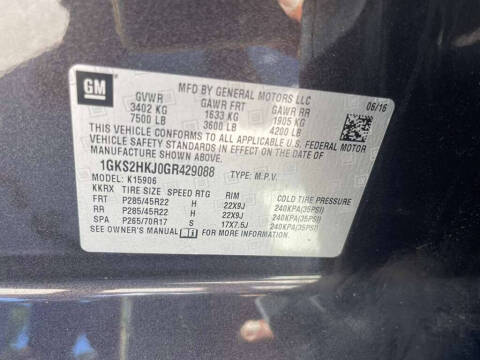 GM
MFD BY GENERAL MOTORS LLC
GVWR GAWR FRT GAWR RR
3402 KG 1633 KG 1905 KG
7500 LB 3600 LB 4200 LB
06/16
THIS VEHICLE CONFORMS TO ALL APPLICABLE U.S. FEDERAL MOTOR
VEHICLE SAFETY STANDARDS IN EFFECT ON THE DATE OF
MANUFACTURE SHOWN ABOVE.
1GKS2HKJ0GR429088 TYPE: M.P.V.
MODEL: K15906
KKRX TIRE SIZE SPEED RTG RIM COLD TIRE PRESSURE
FRT P285/45R22 H 22X9J 240KPA(35PSI)
RR P285/45R22 H 22X9J 240KPA(35PSI)
SPA P265/70R17 S 17X7.5J 240KPA(35PSI)
SEE OWNER'S MANUAL FOR MORE INFORMATION.